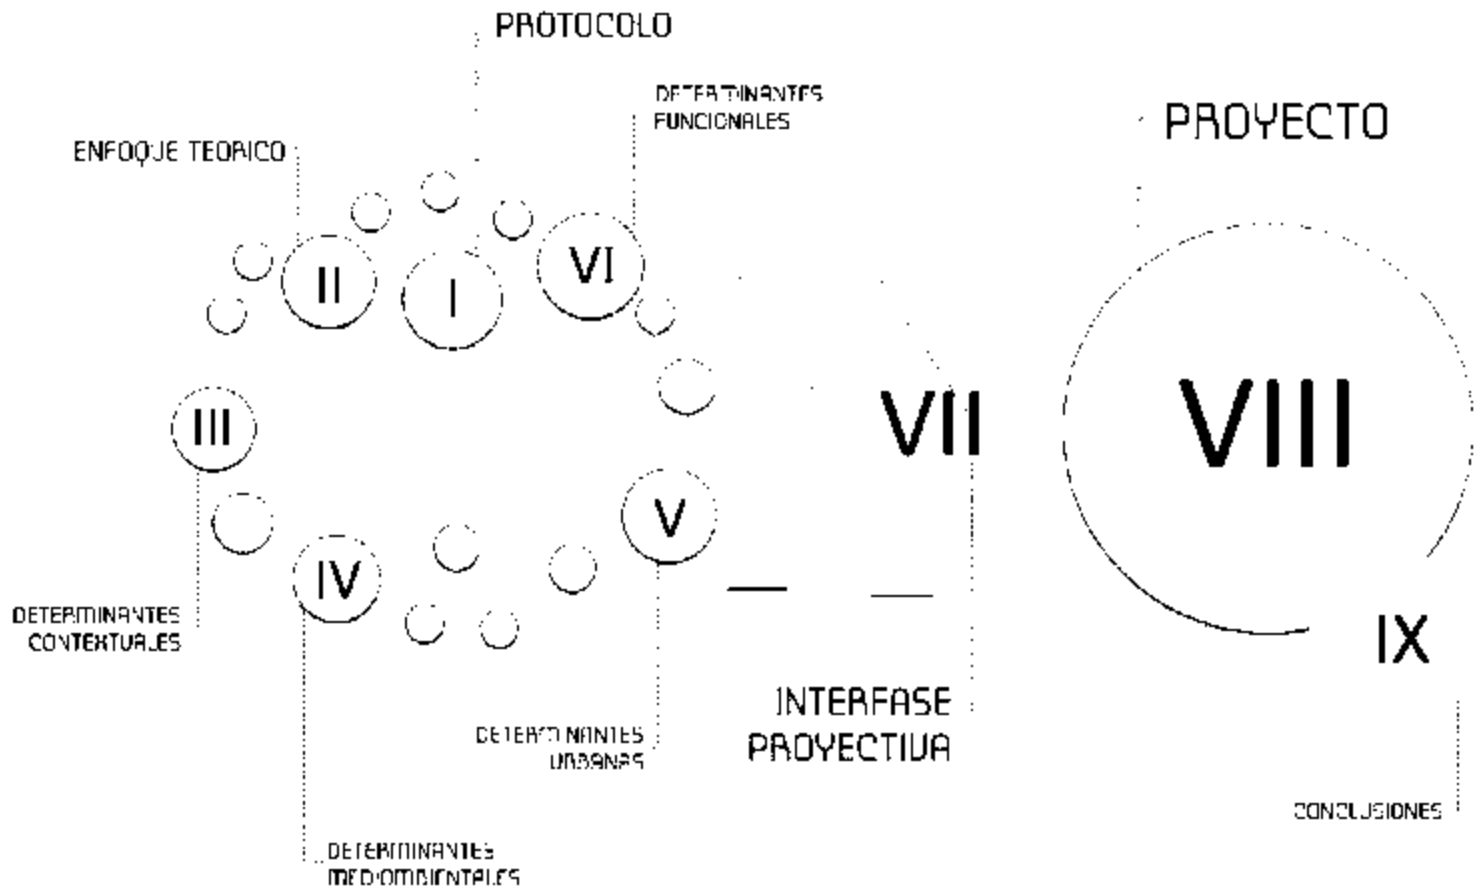 PROTOCOLO
DETERMINANTES
FUNCIONALES
PROYECTO
ENFOQUE TEORICO
II
I
VI
III
VII
VIII
IV
V
DETERMINANTES
CONTEXTUALES
IX
INTERFASE
PROYECTIVA
DETERMINANTES
URBANAS
CONCLUSIONES
DETERMINANTES
MEDIOMBIENTALES